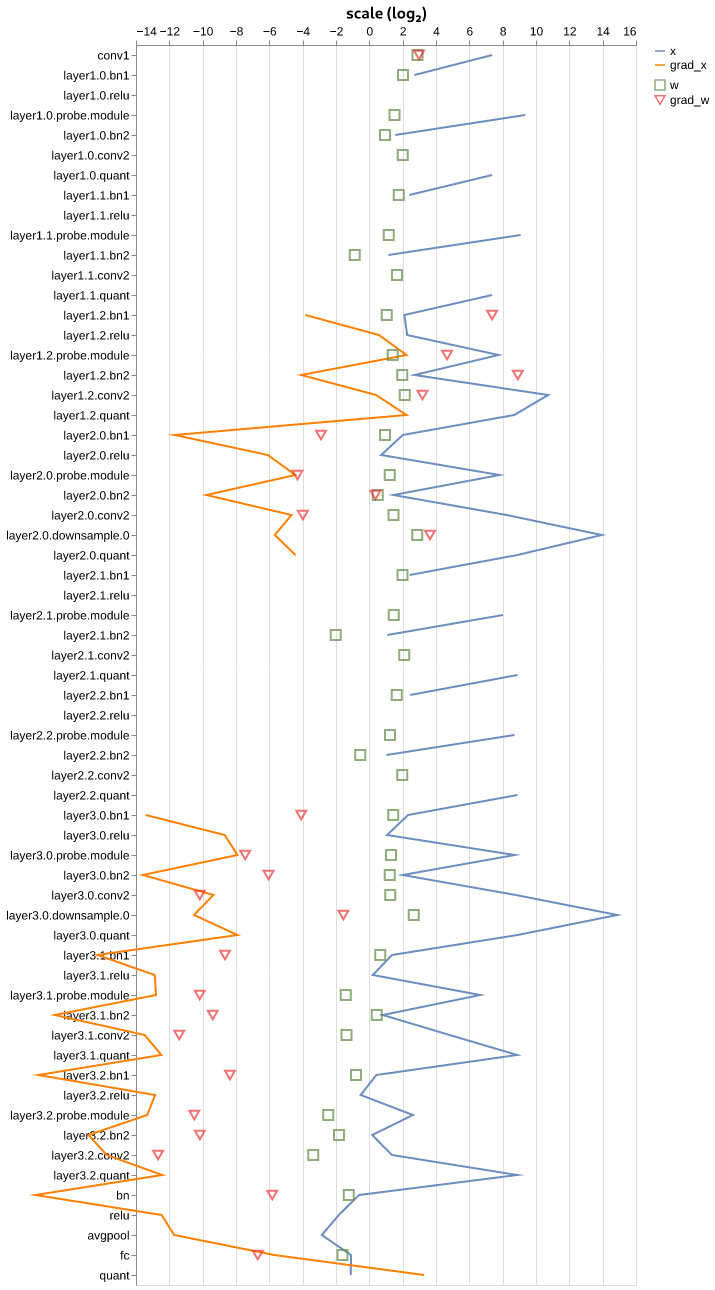 scale (log₂)
−14 −12 −10 −8 −6 −4 −2 0 2 4 6 8 10 12 14 16
x
grad_x
w
grad_w
conv1
layer1.0.bn1
layer1.0.relu
layer1.0.probe.module
layer1.0.bn2
layer1.0.conv2
layer1.0.quant
layer1.1.bn1
layer1.1.relu
layer1.1.probe.module
layer1.1.bn2
layer1.1.conv2
layer1.1.quant
layer1.2.bn1
layer1.2.relu
layer1.2.probe.module
layer1.2.bn2
layer1.2.conv2
layer1.2.quant
layer2.0.bn1
layer2.0.relu
layer2.0.probe.module
layer2.0.bn2
layer2.0.conv2
layer2.0.downsample.0
layer2.0.quant
layer2.1.bn1
layer2.1.relu
layer2.1.probe.module
layer2.1.bn2
layer2.1.conv2
layer2.1.quant
layer2.2.bn1
layer2.2.relu
layer2.2.probe.module
layer2.2.bn2
layer2.2.conv2
layer2.2.quant
layer3.0.bn1
layer3.0.relu
layer3.0.probe.module
layer3.0.bn2
layer3.0.conv2
layer3.0.downsample.0
layer3.0.quant
layer3.1.bn1
layer3.1.relu
layer3.1.probe.module
layer3.1.bn2
layer3.1.conv2
layer3.1.quant
layer3.2.bn1
layer3.2.relu
layer3.2.probe.module
layer3.2.bn2
layer3.2.conv2
layer3.2.quant
bn
relu
avgpool
fc
quant